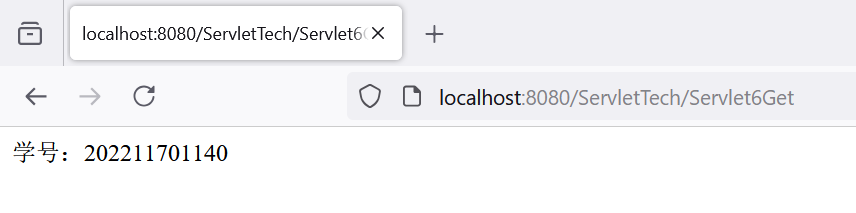 localhost:8080/ServletTech/Servlet6
localhost:8080/ServletTech/Servlet6Get
学号：202211701140